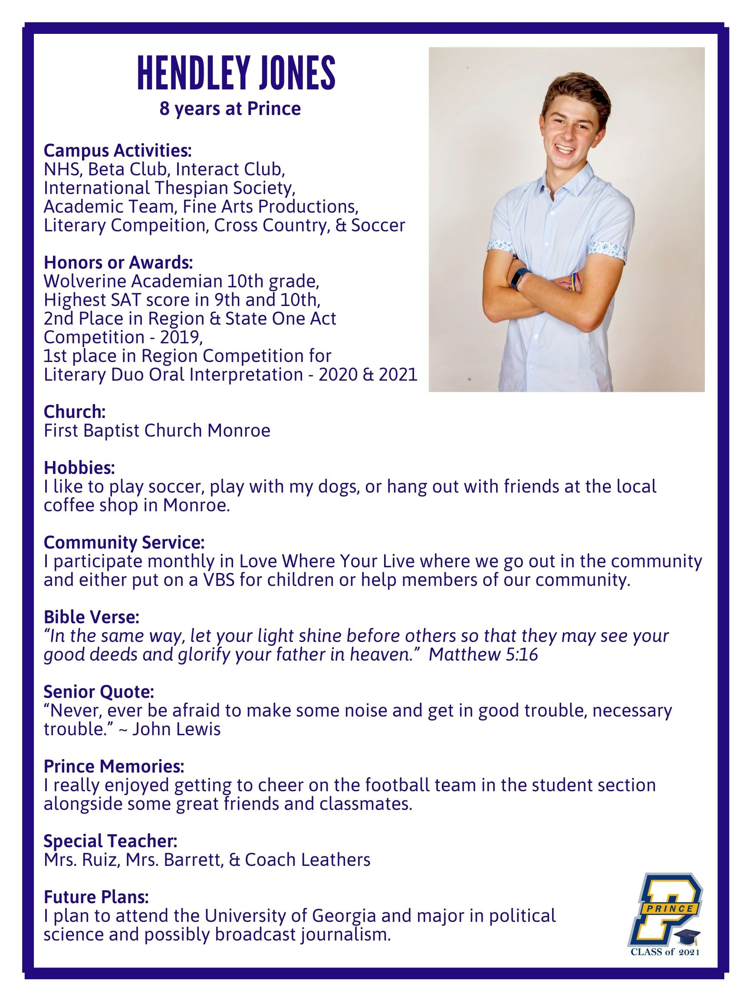 HENDLEY JONES
8 years at Prince
Campus Activities:
NHS, Beta Club, Interact Club,
International Thespian Society,
Academic Team, Fine Arts Productions,
Literary Compeition, Cross Country, & Soccer
Honors or Awards:
Wolverine Academian 10th grade,
Highest SAT score in 9th and 10th,
2nd Place in Region & State One Act
Competition - 2019,
1st place in Region Competition for
Literary Duo Oral Interpretation - 2020 & 2021
Church:
First Baptist Church Monroe
Hobbies:
I like to play soccer, play with my dogs, or hang out with friends at the local
coffee shop in Monroe.
Community Service:
I participate monthly in Love Where Your Live where we go out in the community
and either put on a VBS for children or help members of our community.
Bible Verse:
“In the same way, let your light shine before others so that they may see your
good deeds and glorify your father in heaven.” Matthew 5:16
Senior Quote:
“Never, ever be afraid to make some noise and get in good trouble, necessary
trouble.” ~ John Lewis
Prince Memories:
I really enjoyed getting to cheer on the football team in the student section
alongside some great friends and classmates.
Special Teacher:
Mrs. Ruiz, Mrs. Barrett, & Coach Leathers
Future Plans:
I plan to attend the University of Georgia and major in political
science and possibly broadcast journalism.
P
PRINCE
CLASS of 2021